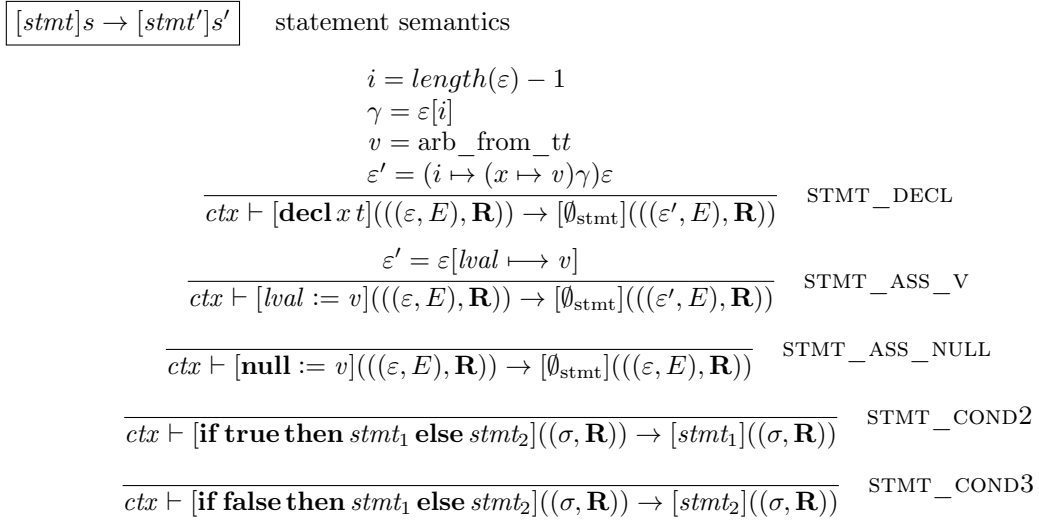 [stmt]s → [stmt′]s′ statement semantics
i = length(ε) − 1
γ = ε[i]
v = arb_from_tt
ε′ = (i ↦ (x ↦ v)γ)ε
ctx ⊢ [decl x t](((ε, E), R)) → [∅stmt](((ε′, E), R)) STMT_DECL
ε′ = ε[lval ⟼ v]
ctx ⊢ [lval := v](((ε, E), R)) → [∅stmt](((ε′, E), R)) STMT_ASS_V
ctx ⊢ [null := v](((ε, E), R)) → [∅stmt](((ε, E), R)) STMT_ASS_NULL
ctx ⊢ [if true then stmt₁ else stmt₂]((σ, R)) → [stmt₁]((σ, R)) STMT_COND2
ctx ⊢ [if false then stmt₁ else stmt₂]((σ, R)) → [stmt₂]((σ, R)) STMT_COND3